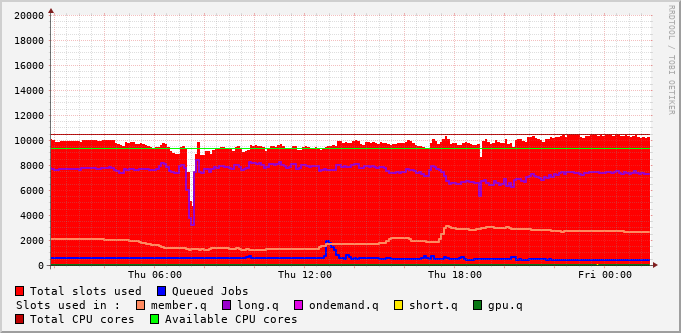 20000
18000
16000
14000
12000
10000
8000
6000
4000
2000
0
Thu 06:00 Thu 12:00 Thu 18:00 Fri 00:00
RRDTOOL / TOBI OETIKER
Total slots used Queued Jobs
Slots used in : member.q long.q ondemand.q short.q gpu.q
Total CPU cores Available CPU cores